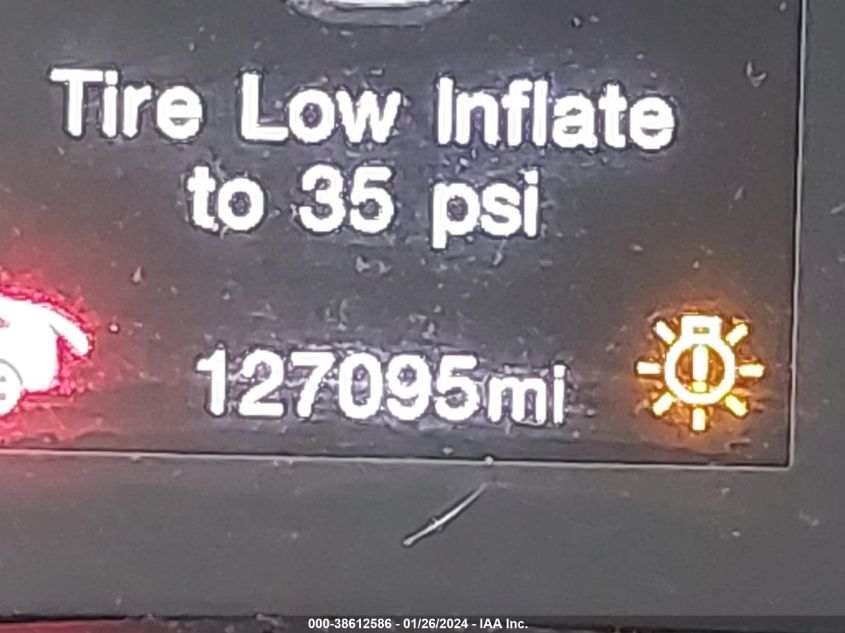 Tire Low Inflate
to 35 psi
127095mi
000-38612586 - 01/26/2024 - IAA Inc.